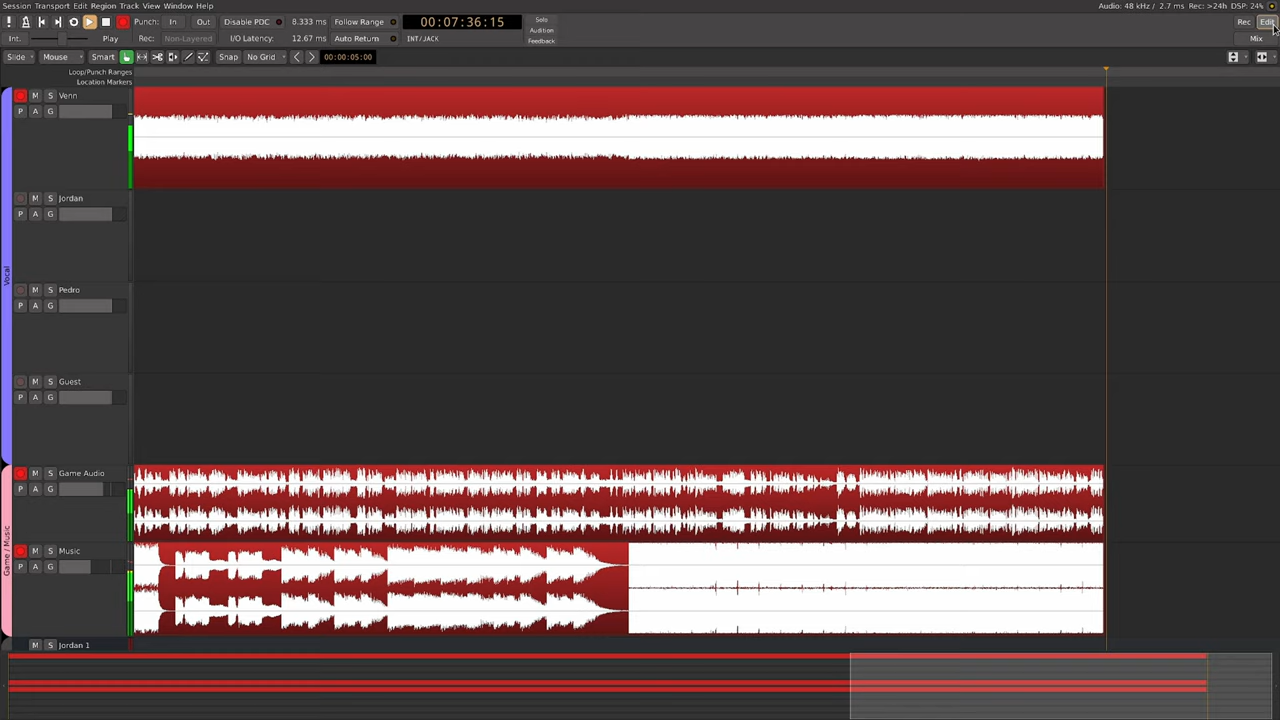 Session Transport Edit Region Track View Window Help
Audio: 48 kHz / 2.7 ms Rec: >24h DSP: 24%
Punch: In Out Disable PDC 8.333 ms Follow Range 00:07:36:15 Solo Rec Edit
Audition
Int. Play Rec: Non-Layered I/O Latency: 12.67 ms Auto Return INT/JACK Feedback Mix
Slide Mouse Smart Snap No Grid 00:00:05:00
Loop/Punch Ranges
Location Markers
M S Venn
P A G
M S Jordan
P A G
Vocal
M S Pedro
P A G
M S Guest
P A G
M S Game Audio
P A G
Game / Music
M S Music
P A G
M S Jordan 1